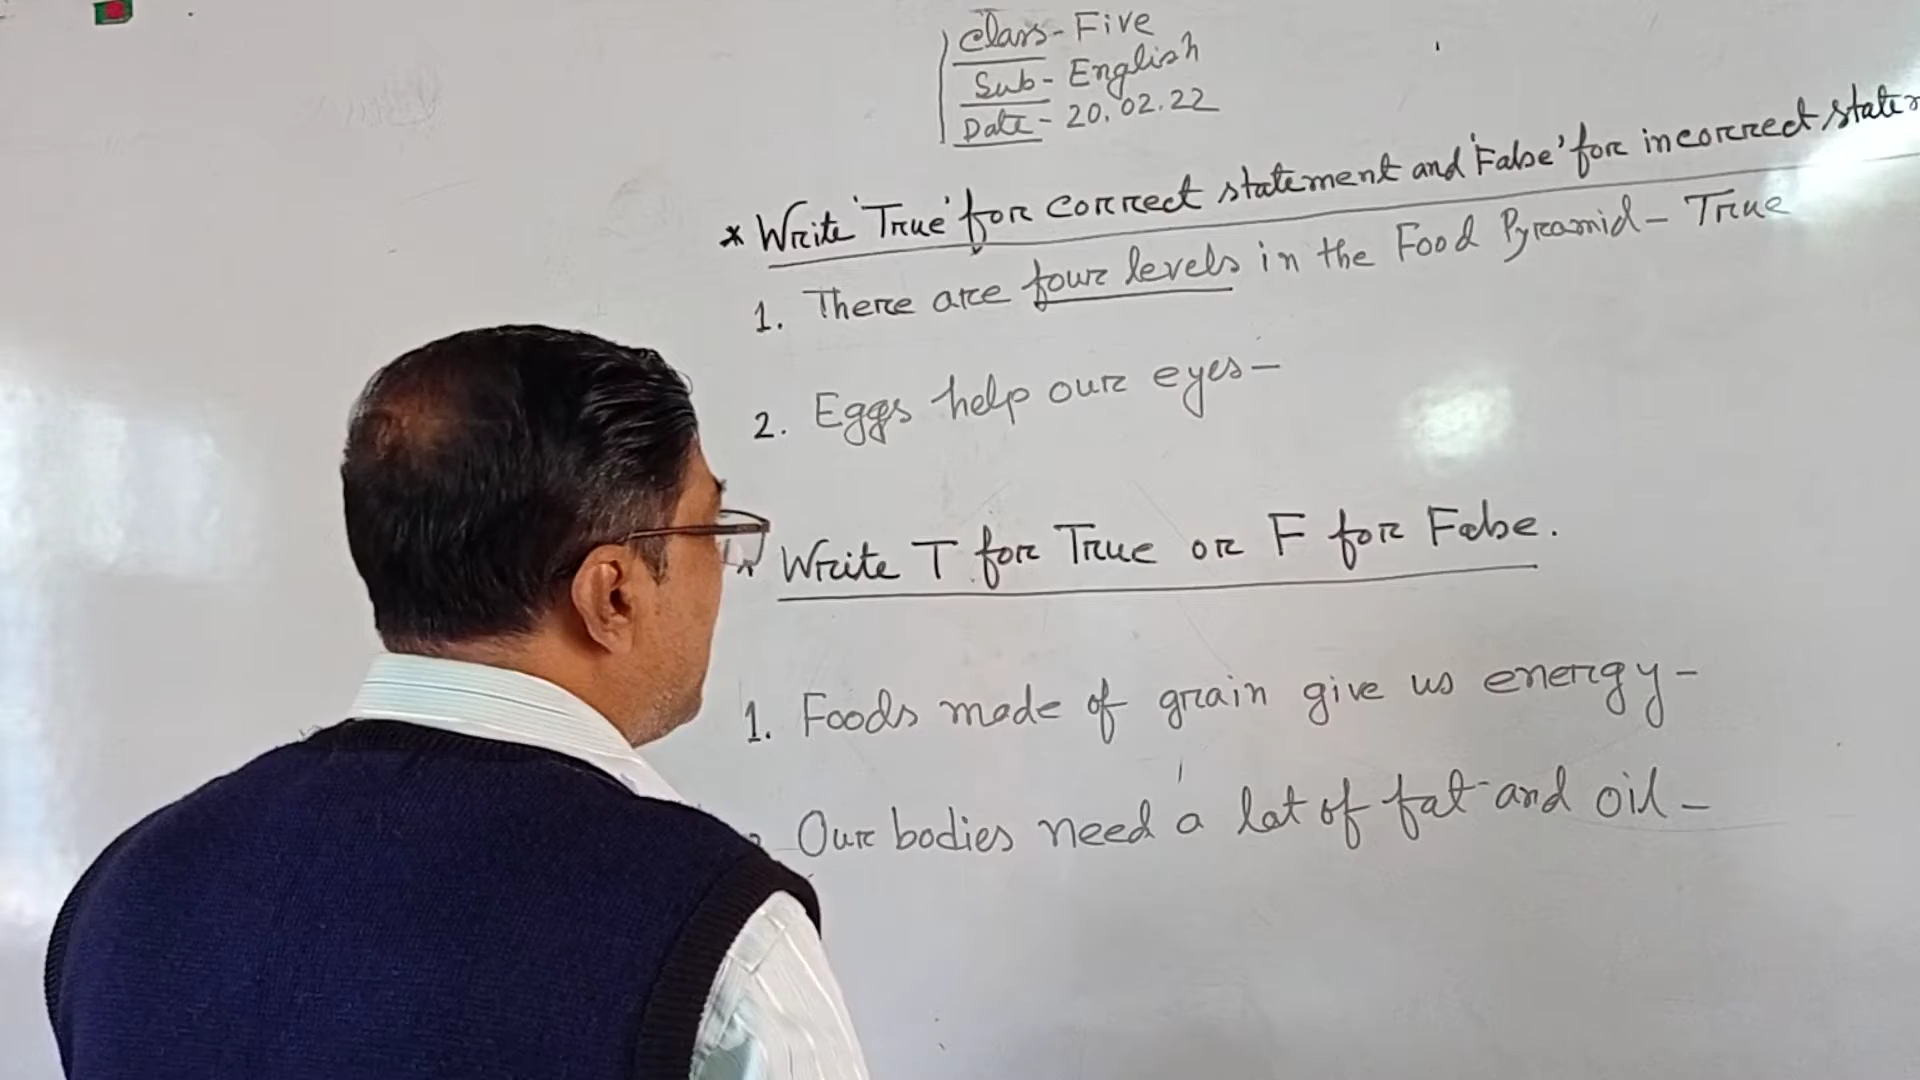 Class - Five
Sub - English
Date - 20.02.22
* Write 'True' for correct statement and 'False' for incorrect
1. There are four levels in the Food Pyramid - True
2. Eggs help our eyes -
* Write T for True or F for False.
1. Foods made of grain give us energy -
Our bodies need a lot of fat and oil -